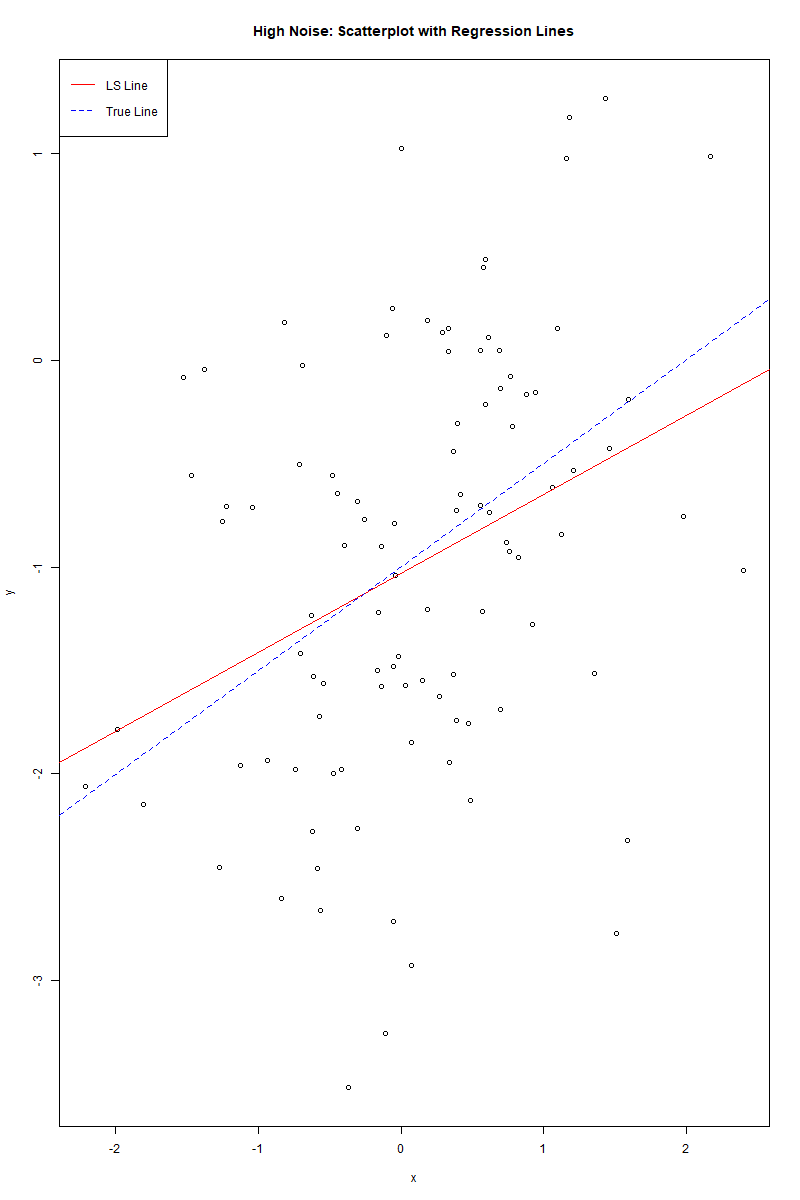 High Noise: Scatterplot with Regression Lines
LS Line
True Line
1
0
-1
-2
-3
y
-2
-1
0
1
2
x